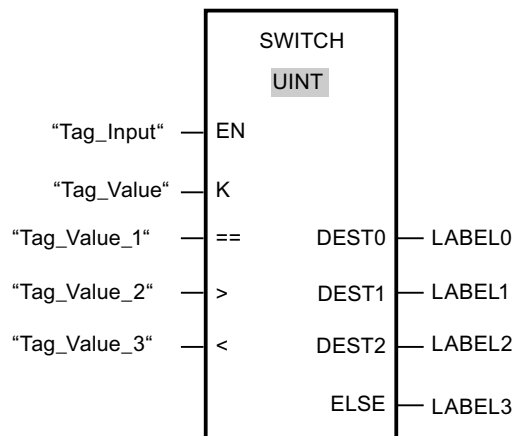 SWITCH
UINT
“Tag_Input“ EN
“Tag_Value“ K
“Tag_Value_1“ == DEST0 LABEL0
“Tag_Value_2“ > DEST1 LABEL1
“Tag_Value_3“ < DEST2 LABEL2
ELSE LABEL3